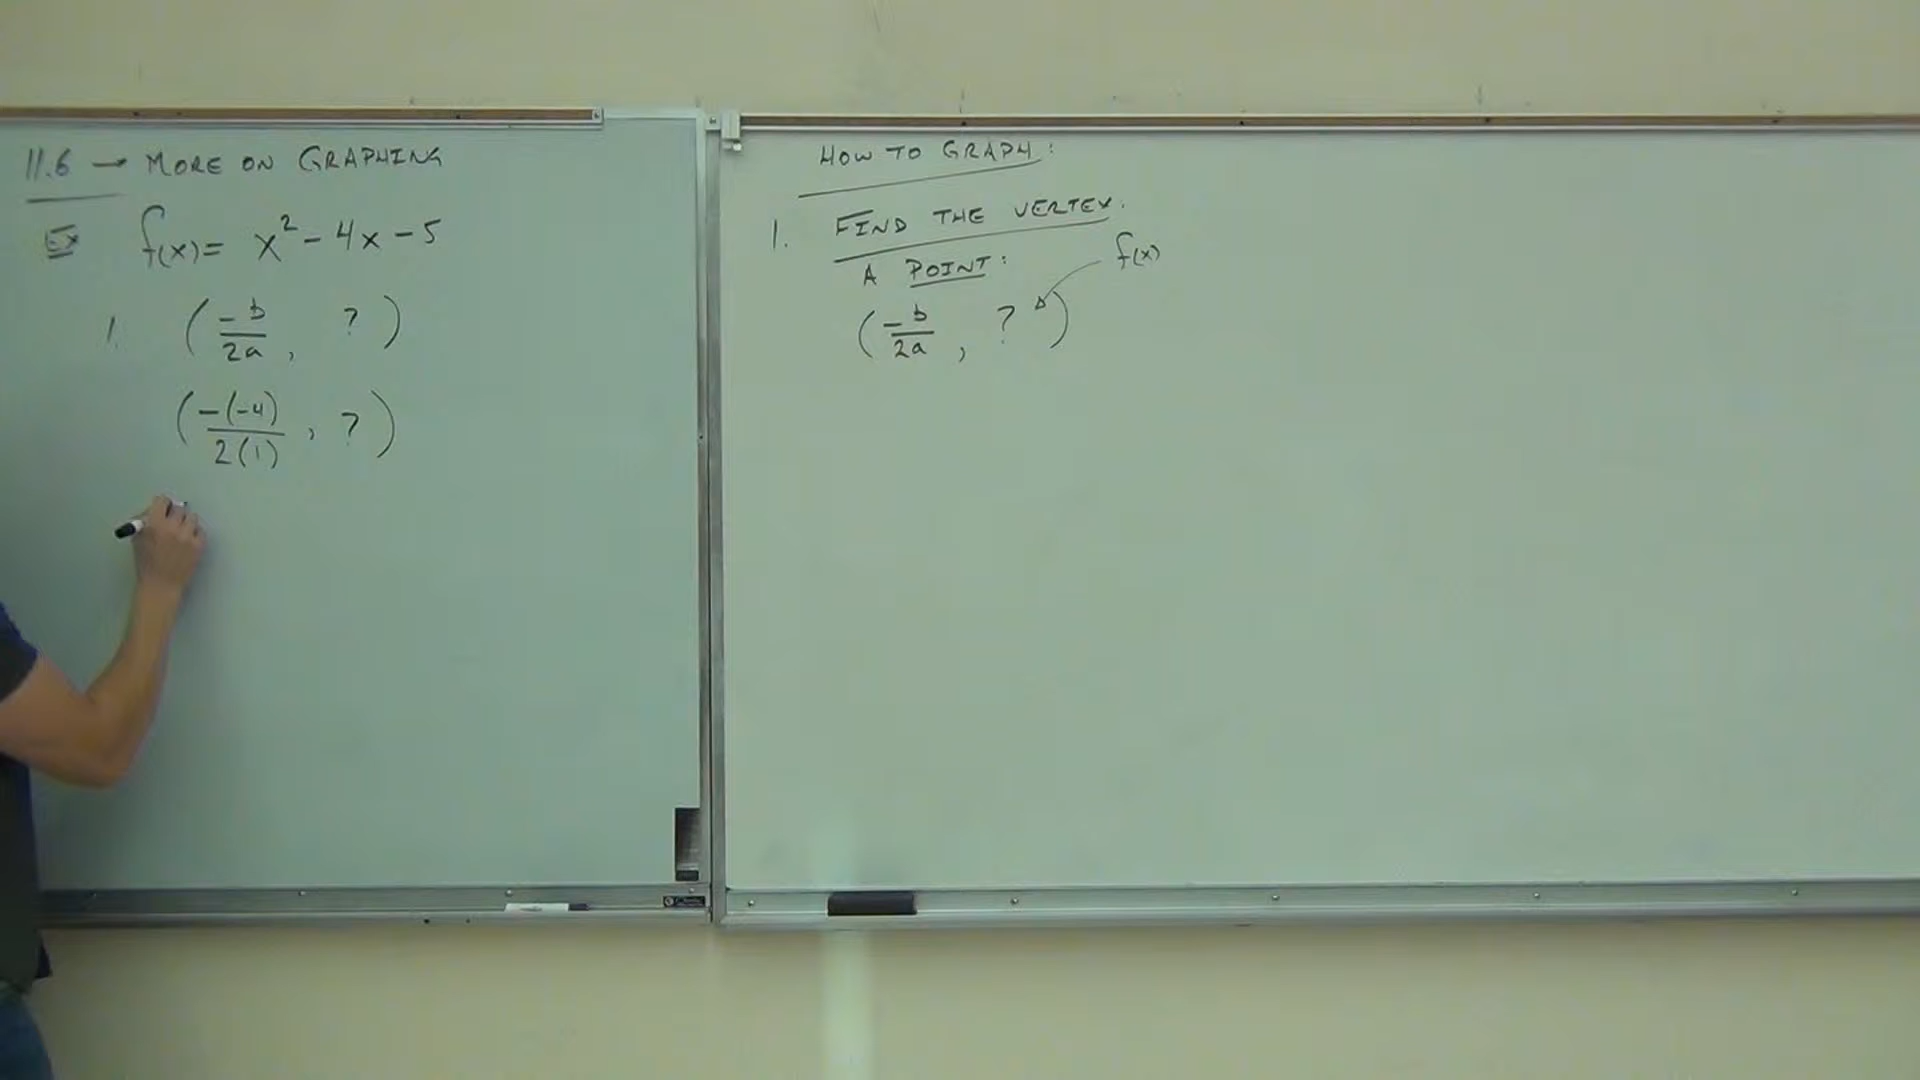 11.6 → MORE ON GRAPHING
EX f(x) = x² - 4x - 5
1. (-b/2a, ?)
(-(-4)/2(1), ?)
HOW TO GRAPH:
1. FIND THE VERTEX.
A POINT:
f(x)
(-b/2a, ?)